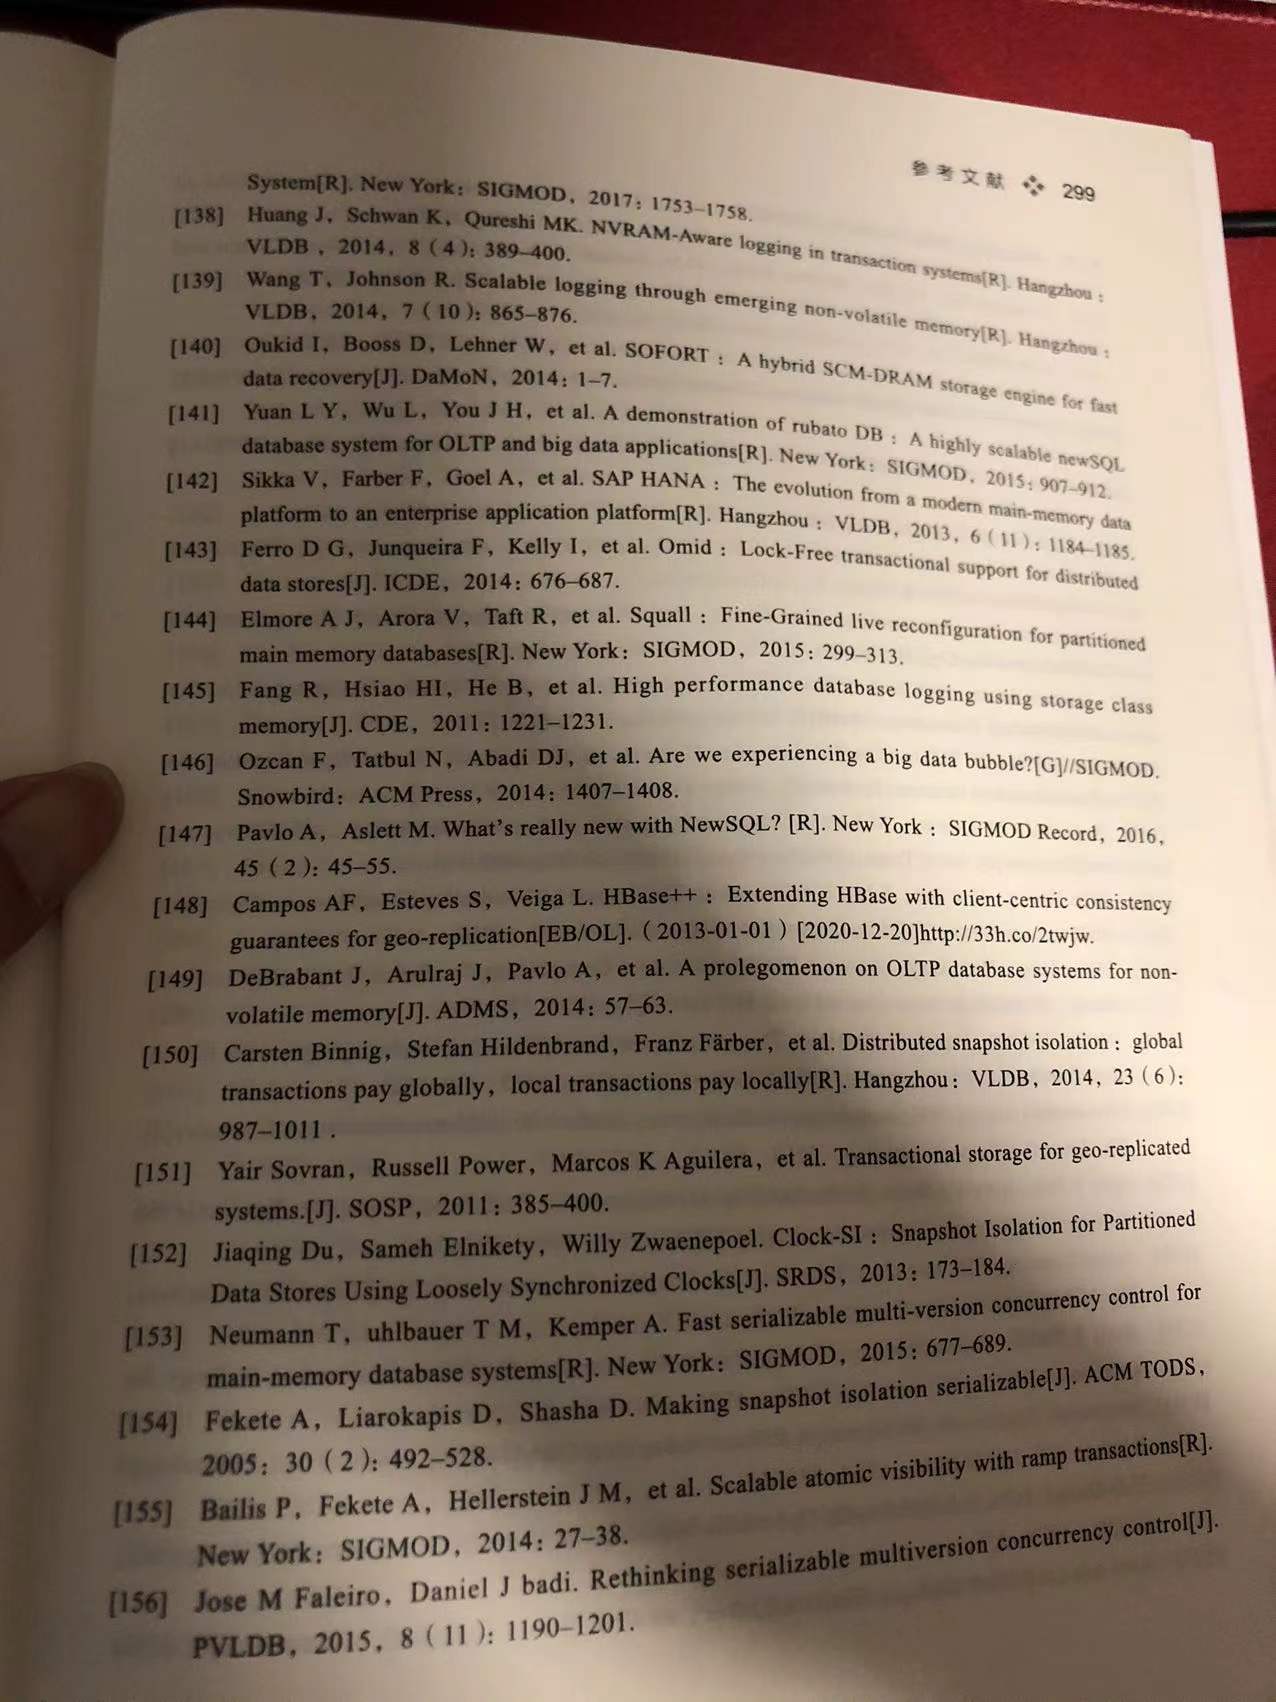 参考文献 ❖ 299
System[R]. New York：SIGMOD，2017：1753–1758.
[138] Huang J，Schwan K，Qureshi MK. NVRAM-Aware logging in transaction systems[R]. Hangzhou：
VLDB，2014，8（4）：389–400.
[139] Wang T，Johnson R. Scalable logging through emerging non-volatile memory[R]. Hangzhou：
VLDB，2014，7（10）：865–876.
[140] Oukid I，Booss D，Lehner W，et al. SOFORT：A hybrid SCM-DRAM storage engine for fast
data recovery[J]. DaMoN，2014：1–7.
[141] Yuan L Y，Wu L，You J H，et al. A demonstration of rubato DB：A highly scalable newSQL
database system for OLTP and big data applications[R]. New York：SIGMOD，2015：907–912.
[142] Sikka V，Farber F，Goel A，et al. SAP HANA：The evolution from a modern main-memory data
platform to an enterprise application platform[R]. Hangzhou：VLDB，2013，6（11）：1184–1185.
[143] Ferro D G，Junqueira F，Kelly I，et al. Omid：Lock-Free transactional support for distributed
data stores[J]. ICDE，2014：676–687.
[144] Elmore A J，Arora V，Taft R，et al. Squall：Fine-Grained live reconfiguration for partitioned
main memory databases[R]. New York：SIGMOD，2015：299–313.
[145] Fang R，Hsiao HI，He B，et al. High performance database logging using storage class
memory[J]. CDE，2011：1221–1231.
[146] Ozcan F，Tatbul N，Abadi DJ，et al. Are we experiencing a big data bubble?[G]//SIGMOD.
Snowbird：ACM Press，2014：1407–1408.
[147] Pavlo A，Aslett M. What's really new with NewSQL? [R]. New York：SIGMOD Record，2016，
45（2）：45–55.
[148] Campos AF，Esteves S，Veiga L. HBase++：Extending HBase with client-centric consistency
guarantees for geo-replication[EB/OL].（2013-01-01）[2020-12-20]http://33h.co/2twjw.
[149] DeBrabant J，Arulraj J，Pavlo A，et al. A prolegomenon on OLTP database systems for non-
volatile memory[J]. ADMS，2014：57–63.
[150] Carsten Binnig，Stefan Hildenbrand，Franz Färber，et al. Distributed snapshot isolation：global
transactions pay globally，local transactions pay locally[R]. Hangzhou：VLDB，2014，23（6）：
987–1011 .
[151] Yair Sovran，Russell Power，Marcos K Aguilera，et al. Transactional storage for geo-replicated
systems.[J]. SOSP，2011：385–400.
[152] Jiaqing Du，Sameh Elnikety，Willy Zwaenepoel. Clock-SI：Snapshot Isolation for Partitioned
Data Stores Using Loosely Synchronized Clocks[J]. SRDS，2013：173–184.
[153] Neumann T，uhlbauer T M，Kemper A. Fast serializable multi-version concurrency control for
main-memory database systems[R]. New York：SIGMOD，2015：677–689.
[154] Fekete A，Liarokapis D，Shasha D. Making snapshot isolation serializable[J]. ACM TODS，
2005：30（2）：492–528.
[155] Bailis P，Fekete A，Hellerstein J M，et al. Scalable atomic visibility with ramp transactions[R].
New York：SIGMOD，2014：27–38.
[156] Jose M Faleiro，Daniel J badi. Rethinking serializable multiversion concurrency control[J].
PVLDB，2015，8（11）：1190–1201.